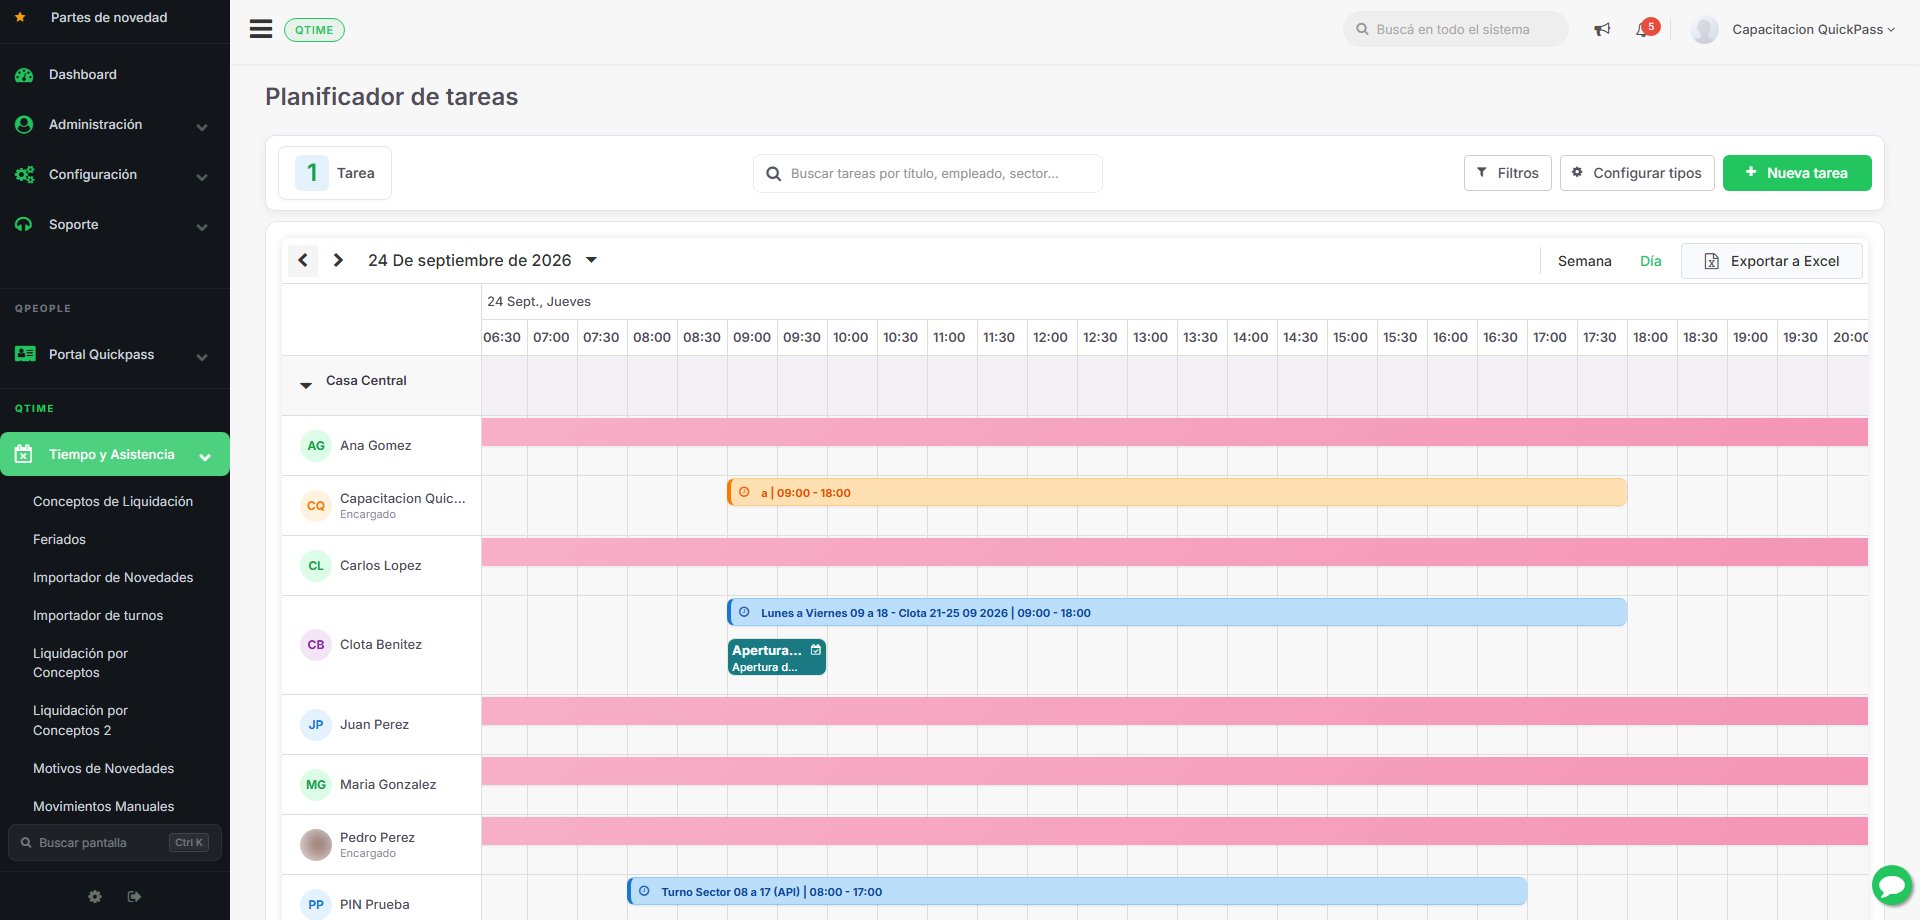 Partes de novedad
Dashboard
Administración
Configuración
Soporte
QPEOPLE
Portal Quickpass
QTIME
Tiempo y Asistencia
Conceptos de Liquidación
Feriados
Importador de Novedades
Importador de turnos
Liquidación por
Conceptos
Liquidación por
Conceptos 2
Motivos de Novedades
Movimientos Manuales
Buscar pantalla Ctrl K
QTIME
Buscá en todo el sistema
5
Capacitacion QuickPass
Planificador de tareas
1 Tarea
Buscar tareas por título, empleado, sector...
Filtros
Configurar tipos
Nueva tarea
24 De septiembre de 2026
Semana
Día
Exportar a Excel
24 Sept., Jueves
06:30 07:00 07:30 08:00 08:30 09:00 09:30 10:00 10:30 11:00 11:30 12:00 12:30 13:00 13:30 14:00 14:30 15:00 15:30 16:00 16:30 17:00 17:30 18:00 18:30 19:00 19:30 20:00
Casa Central
AG Ana Gomez
CQ Capacitacion Quic...
Encargado
a | 09:00 - 18:00
CL Carlos Lopez
CB Clota Benitez
Lunes a Viernes 09 a 18 - Clota 21-25 09 2026 | 09:00 - 18:00
Apertura...
Apertura d...
JP Juan Perez
MG Maria Gonzalez
Pedro Perez
Encargado
PP PIN Prueba
Turno Sector 08 a 17 (API) | 08:00 - 17:00